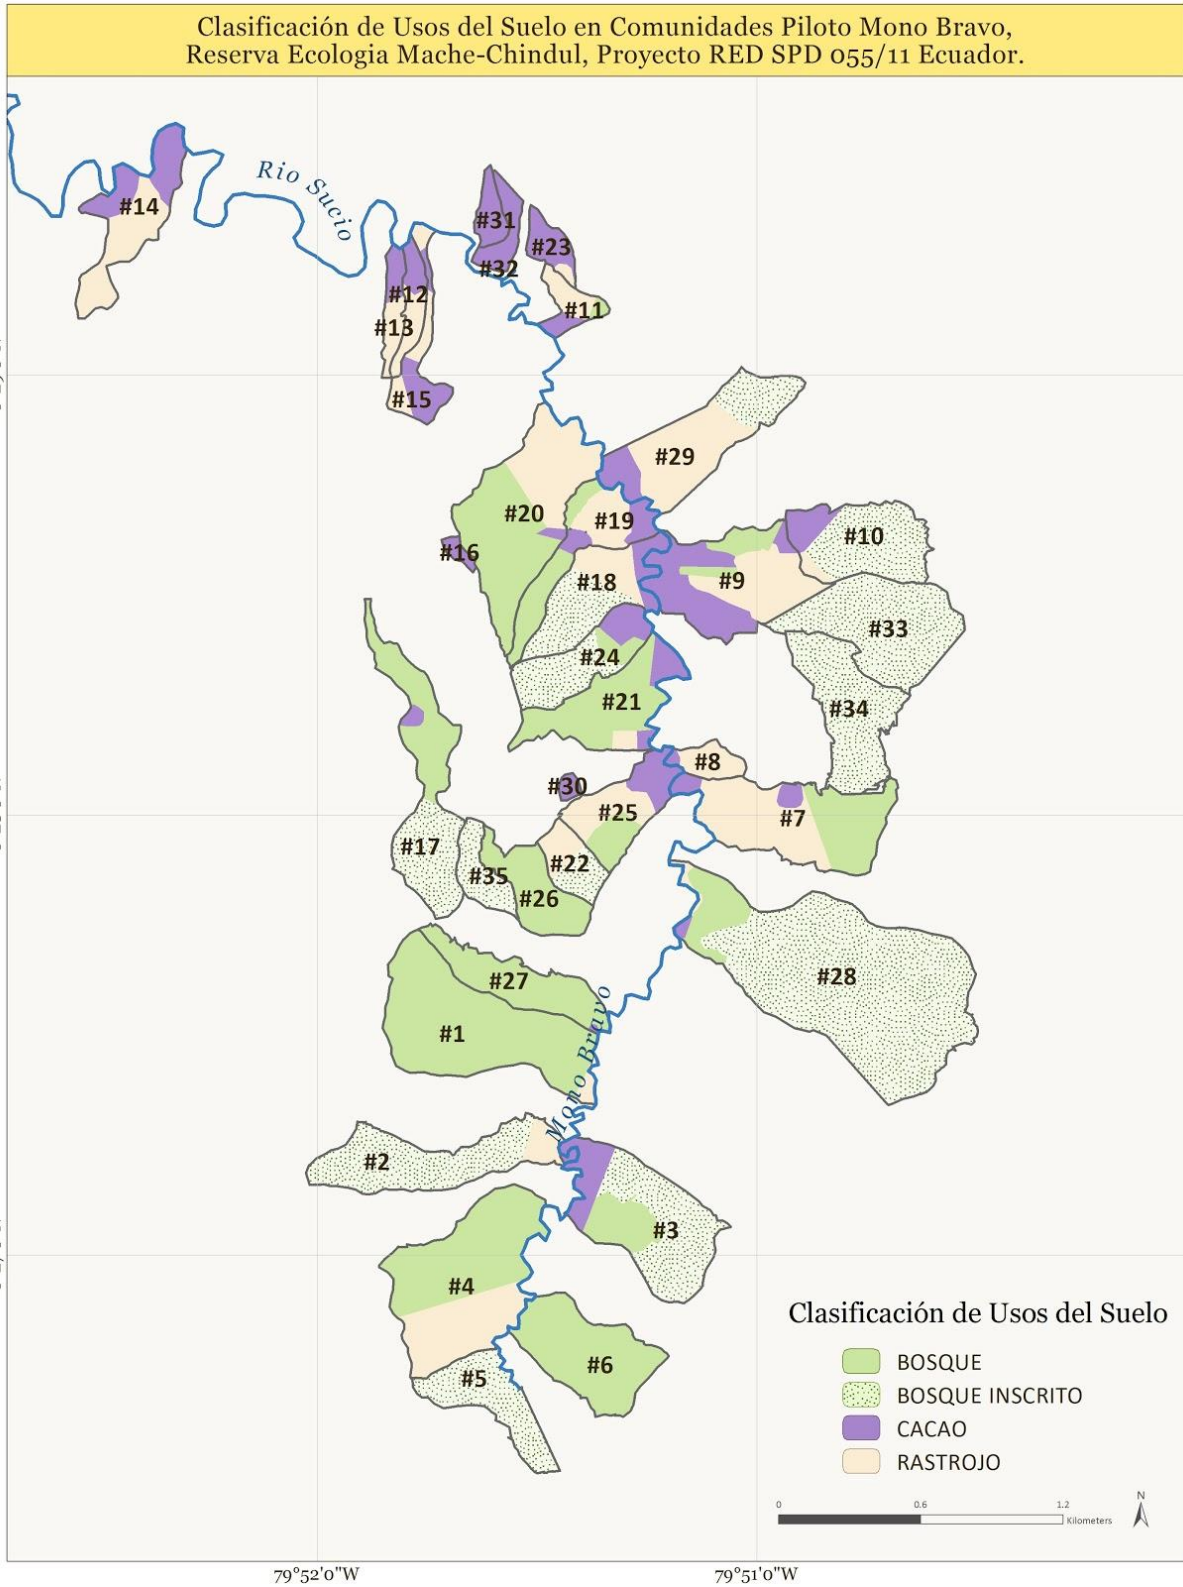 Clasificación de Usos del Suelo en Comunidades Piloto Mono Bravo,
Reserva Ecologia Mache-Chindul, Proyecto RED SPD 055/11 Ecuador.
Rio Sucio
#14
#31
#23
#32
#12
#11
#13
#15
#29
#20
#19
#10
#16
#9
#18
#33
#24
#21
#34
#8
#30
#25
#7
#17
#22
#35
#26
#28
#27
#1
Mono Bravo
#2
#3
#4
#6
#5
Clasificación de Usos del Suelo
BOSQUE
BOSQUE INSCRITO
CACAO
RASTROJO
0 0.6 1.2
Kilometers
N
79°52'0"W 79°51'0"W